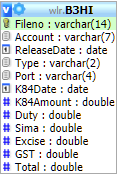 wlr.B3HI
Fileno : varchar(14)
Account : varchar(7)
ReleaseDate : date
Type : varchar(2)
Port : varchar(4)
K84Date : date
K84Amount : double
Duty : double
Sima : double
Excise : double
GST : double
Total : double